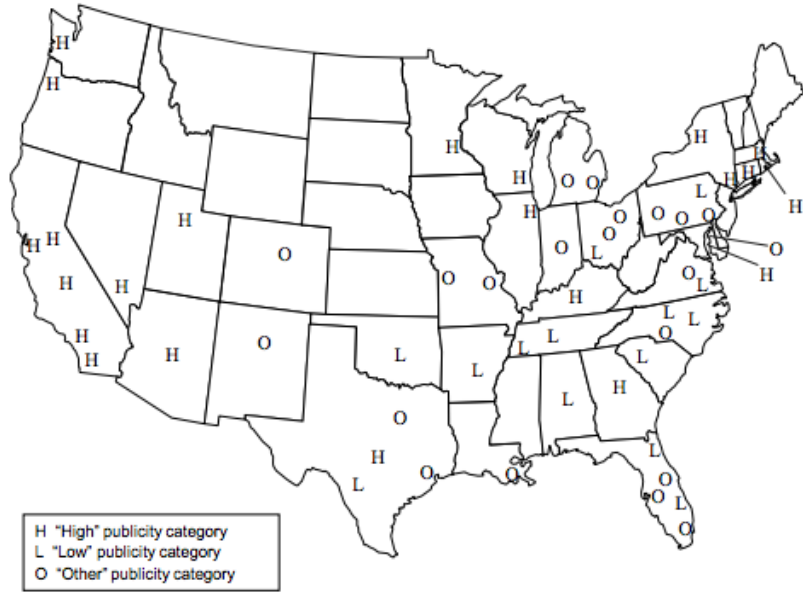 H
H
H
H
H
H H H
O O L
H
H H O O O O
O
H H O O L O
O H
H H O O L
H
L L
H O L O
H H L L L
L
H
L
O
H L
L O O O
O L
O
H "High" publicity category
L "Low" publicity category
O "Other" publicity category